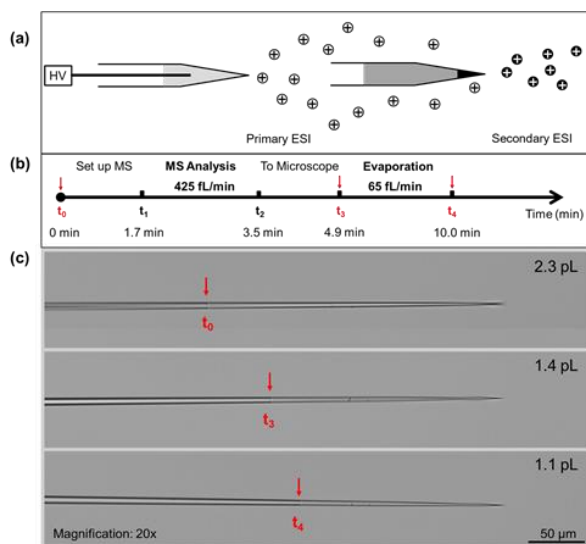 (a)
HV
Primary ESI
Secondary ESI
(b)
Set up MS
MS Analysis
To Microscope
Evaporation
425 fL/min
65 fL/min
t₀
t₁
t₂
t₃
t₄
Time (min)
0 min
1.7 min
3.5 min
4.9 min
10.0 min
(c)
2.3 pL
t₀
1.4 pL
t₃
1.1 pL
t₄
Magnification: 20x
50 µm